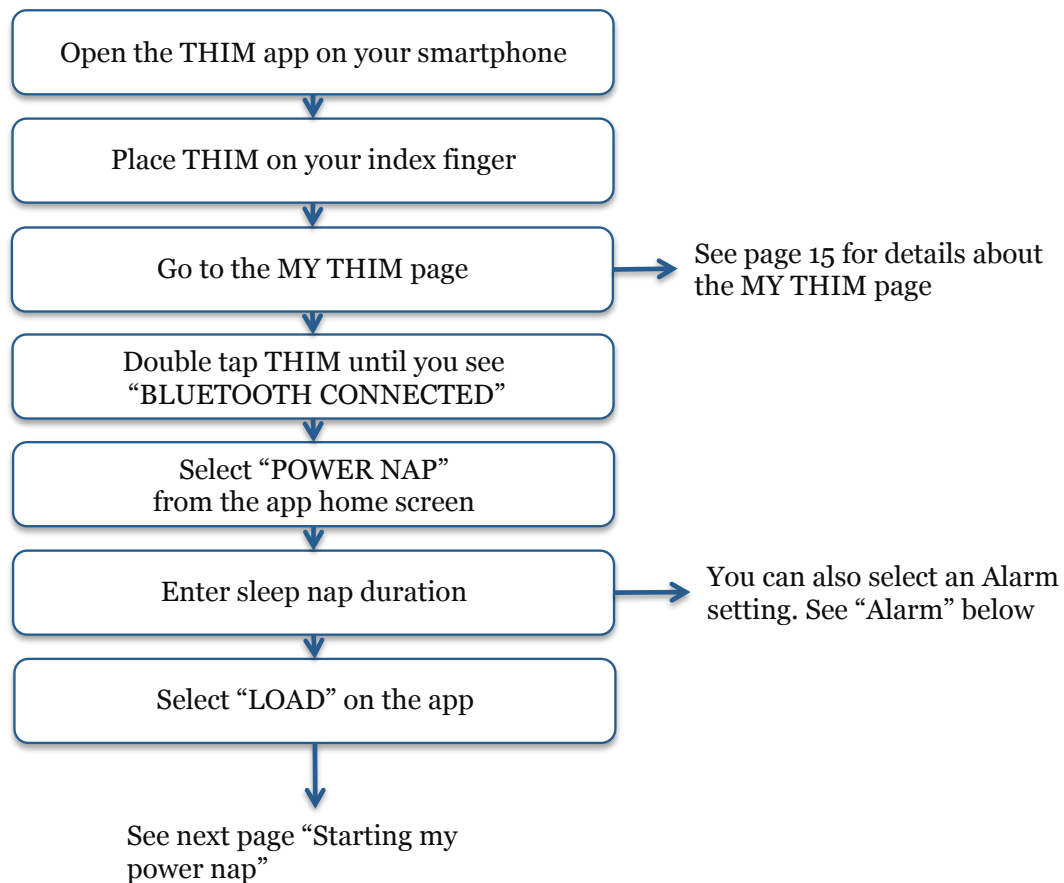 Open the THIM app on your smartphone
Place THIM on your index finger
Go to the MY THIM page
See page 15 for details about
the MY THIM page
Double tap THIM until you see
“BLUETOOTH CONNECTED”
Select “POWER NAP”
from the app home screen
Enter sleep nap duration
You can also select an Alarm
setting. See “Alarm” below
Select “LOAD” on the app
See next page “Starting my
power nap”